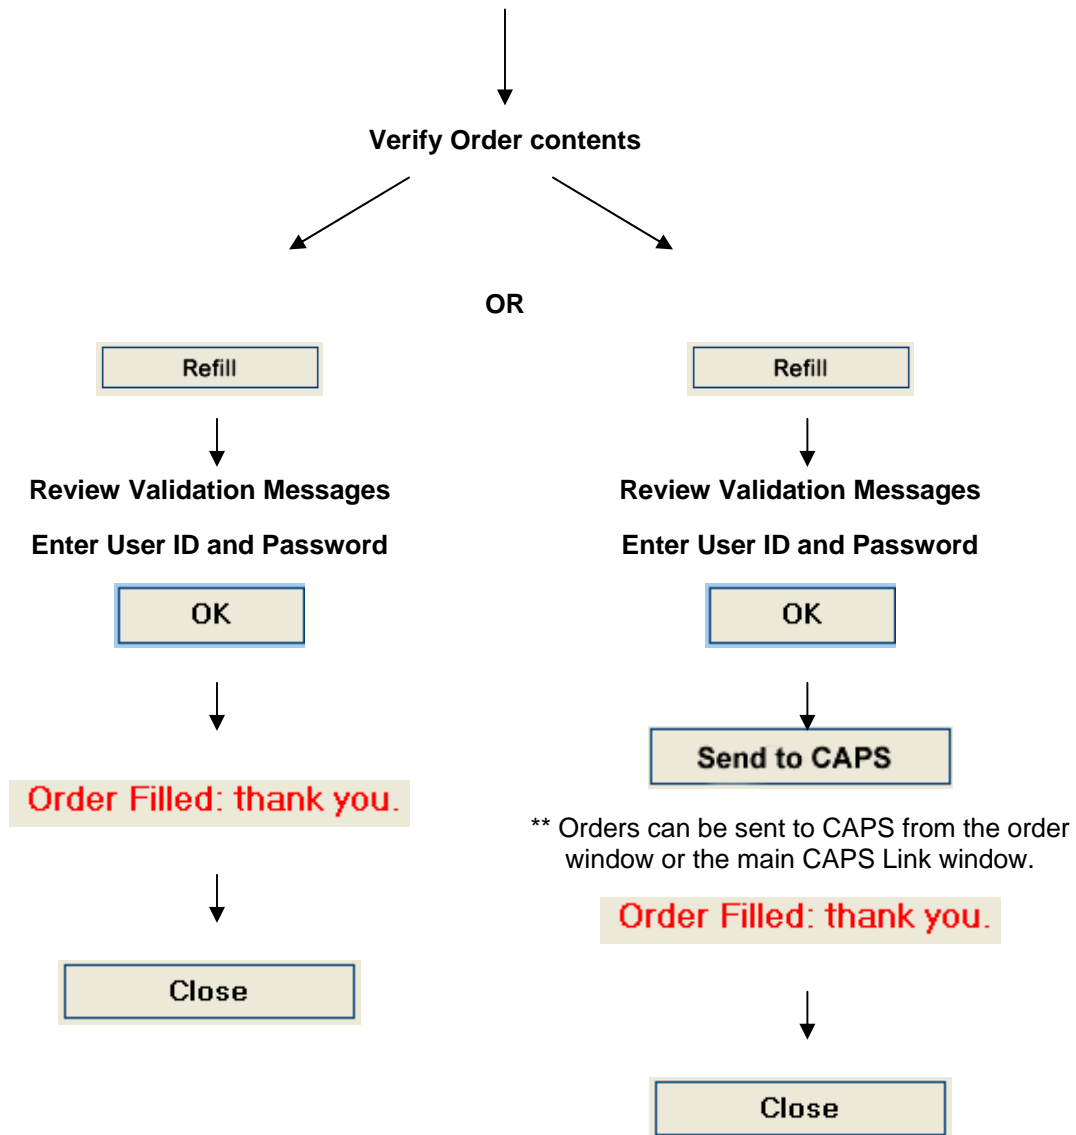 Verify Order contents
OR
Refill
Review Validation Messages
Enter User ID and Password
OK
Order Filled: thank you.
Close
Refill
Review Validation Messages
Enter User ID and Password
OK
Send to CAPS
** Orders can be sent to CAPS from the order
window or the main CAPS Link window.
Order Filled: thank you.
Close